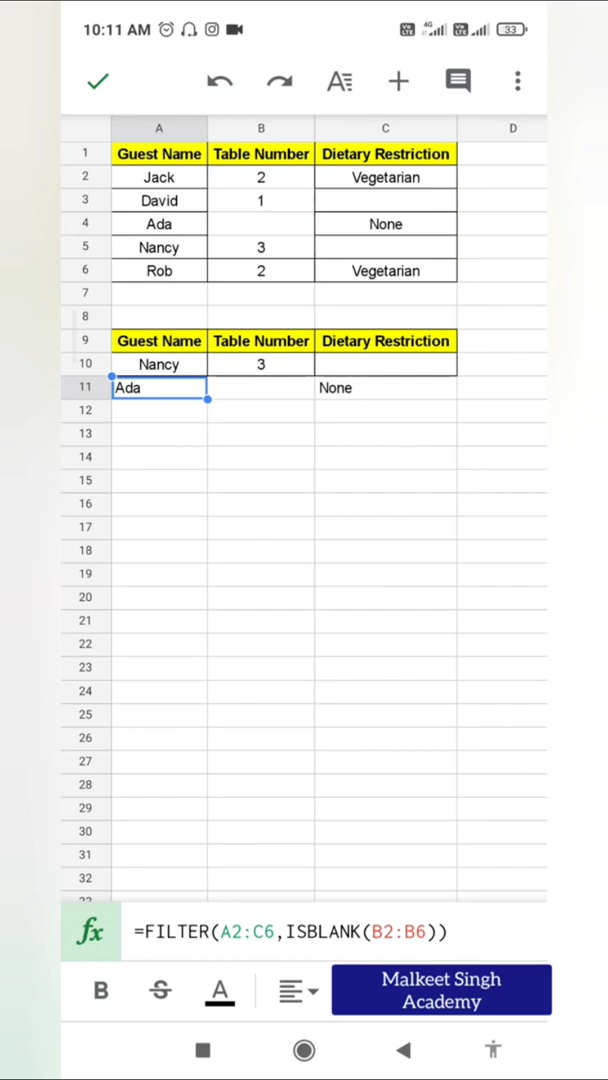 10:11 AM 4G 33
A B C D
1 Guest Name Table Number Dietary Restriction
2 Jack 2 Vegetarian
3 David 1
4 Ada None
5 Nancy 3
6 Rob 2 Vegetarian
7
8
9 Guest Name Table Number Dietary Restriction
10 Nancy 3
11 Ada None
12
13
14
15
16
17
18
19
20
21
22
23
24
25
26
27
28
29
30
31
32
fx =FILTER(A2:C6,ISBLANK(B2:B6))
B S A Malkeet Singh
Academy